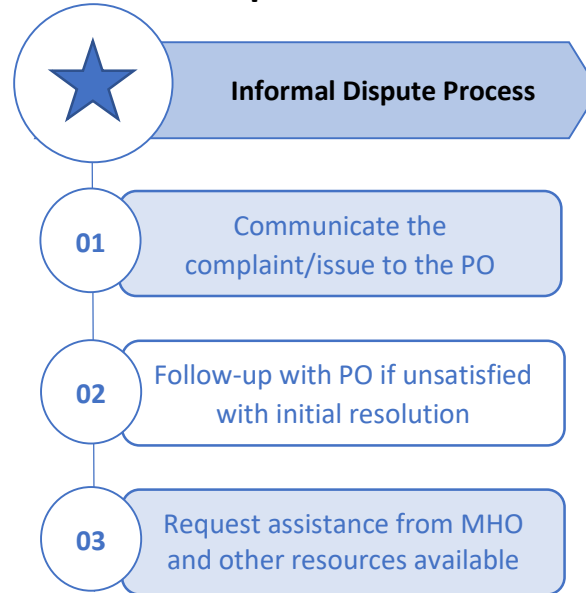 Informal Dispute Process
01
Communicate the
complaint/issue to the PO
02
Follow-up with PO if unsatisfied
with initial resolution
03
Request assistance from MHO
and other resources available